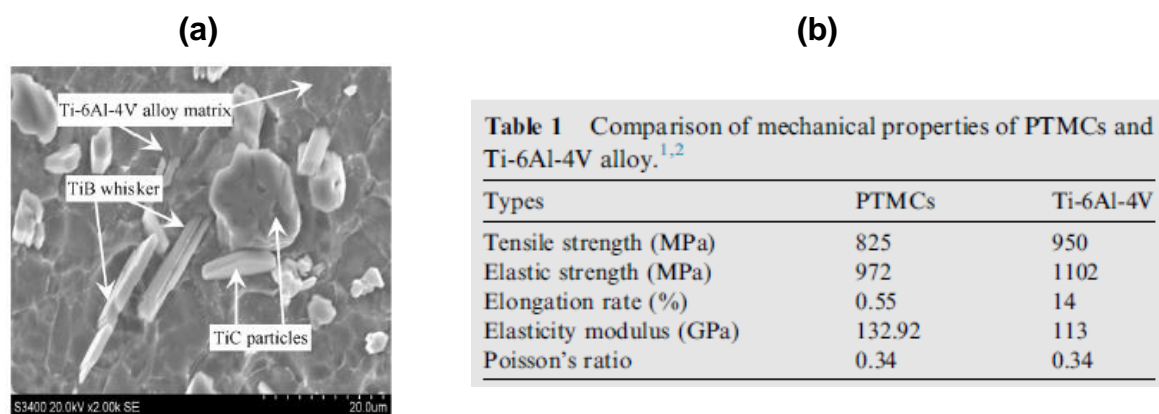 (a)
(b)
Ti-6Al-4V alloy matrix
TiB whisker
TiC particles
S3400 20.0kV x2.00k SE
20.0um
Table 1 Comparison of mechanical properties of PTMCs and
Ti-6Al-4V alloy.1,2
Types PTMCs Ti-6Al-4V
Tensile strength (MPa) 825 950
Elastic strength (MPa) 972 1102
Elongation rate (%) 0.55 14
Elasticity modulus (GPa) 132.92 113
Poisson's ratio 0.34 0.34